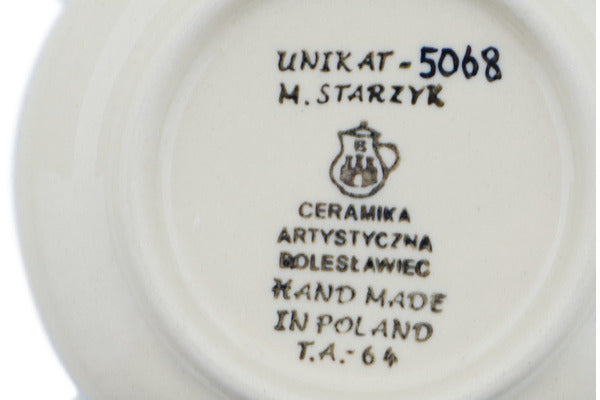 UNIKAT-5068
M. STARZYK
B
CERAMIKA
ARTYSTYCZNA
BOLESŁAWIEC
HAND MADE
IN POLAND
T.A.-64